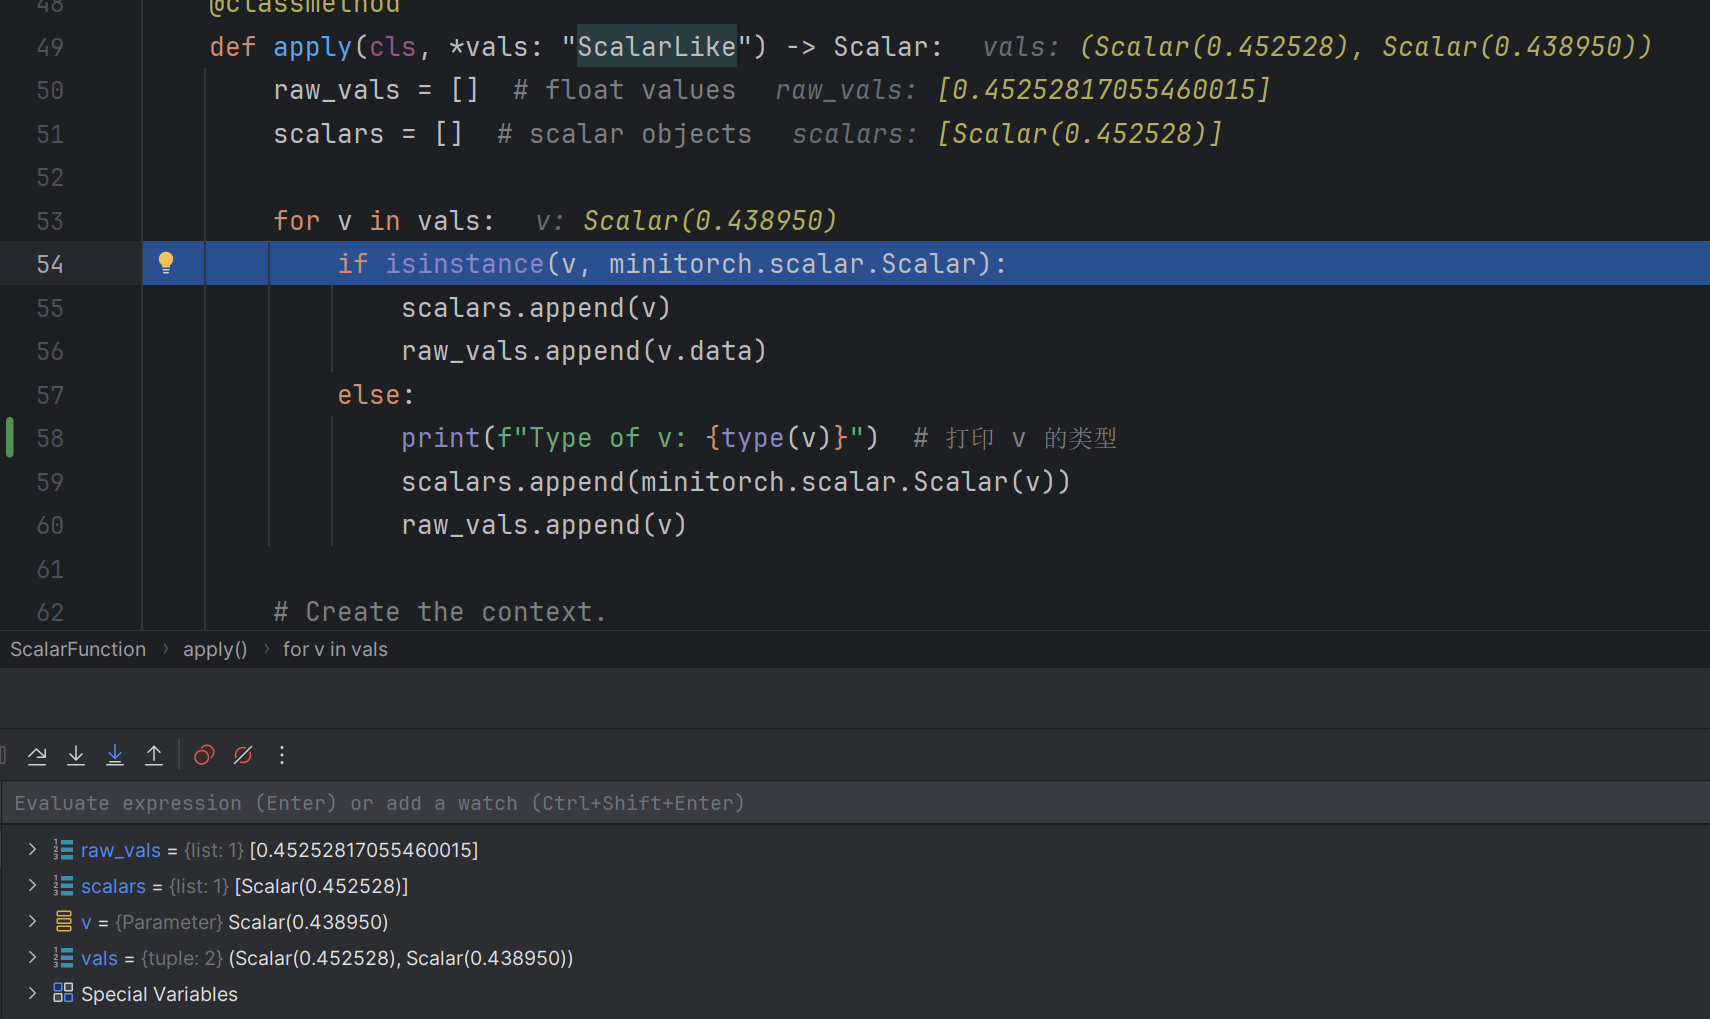 48 @classmethod
49 def apply(cls, *vals: "ScalarLike") -> Scalar: vals: (Scalar(0.452528), Scalar(0.438950))
50 raw_vals = [] # float values raw_vals: [0.45252817055460015]
51 scalars = [] # scalar objects scalars: [Scalar(0.452528)]
52
53 for v in vals: v: Scalar(0.438950)
54 if isinstance(v, minitorch.scalar.Scalar):
55 scalars.append(v)
56 raw_vals.append(v.data)
57 else:
58 print(f"Type of v: {type(v)}") # 打印 v 的类型
59 scalars.append(minitorch.scalar.Scalar(v))
60 raw_vals.append(v)
61
62 # Create the context.
ScalarFunction › apply() › for v in vals
Evaluate expression (Enter) or add a watch (Ctrl+Shift+Enter)
raw_vals = {list: 1} [0.45252817055460015]
scalars = {list: 1} [Scalar(0.452528)]
v = {Parameter} Scalar(0.438950)
vals = {tuple: 2} (Scalar(0.452528), Scalar(0.438950))
Special Variables